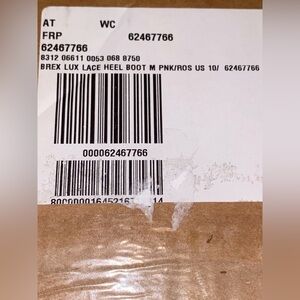 AT WC
FRP 62467766
62467766
8312 06611 0053 068 8750
BREX LUX LACE HEEL BOOT M PNK/ROS US 10/ 62467766
000062467766